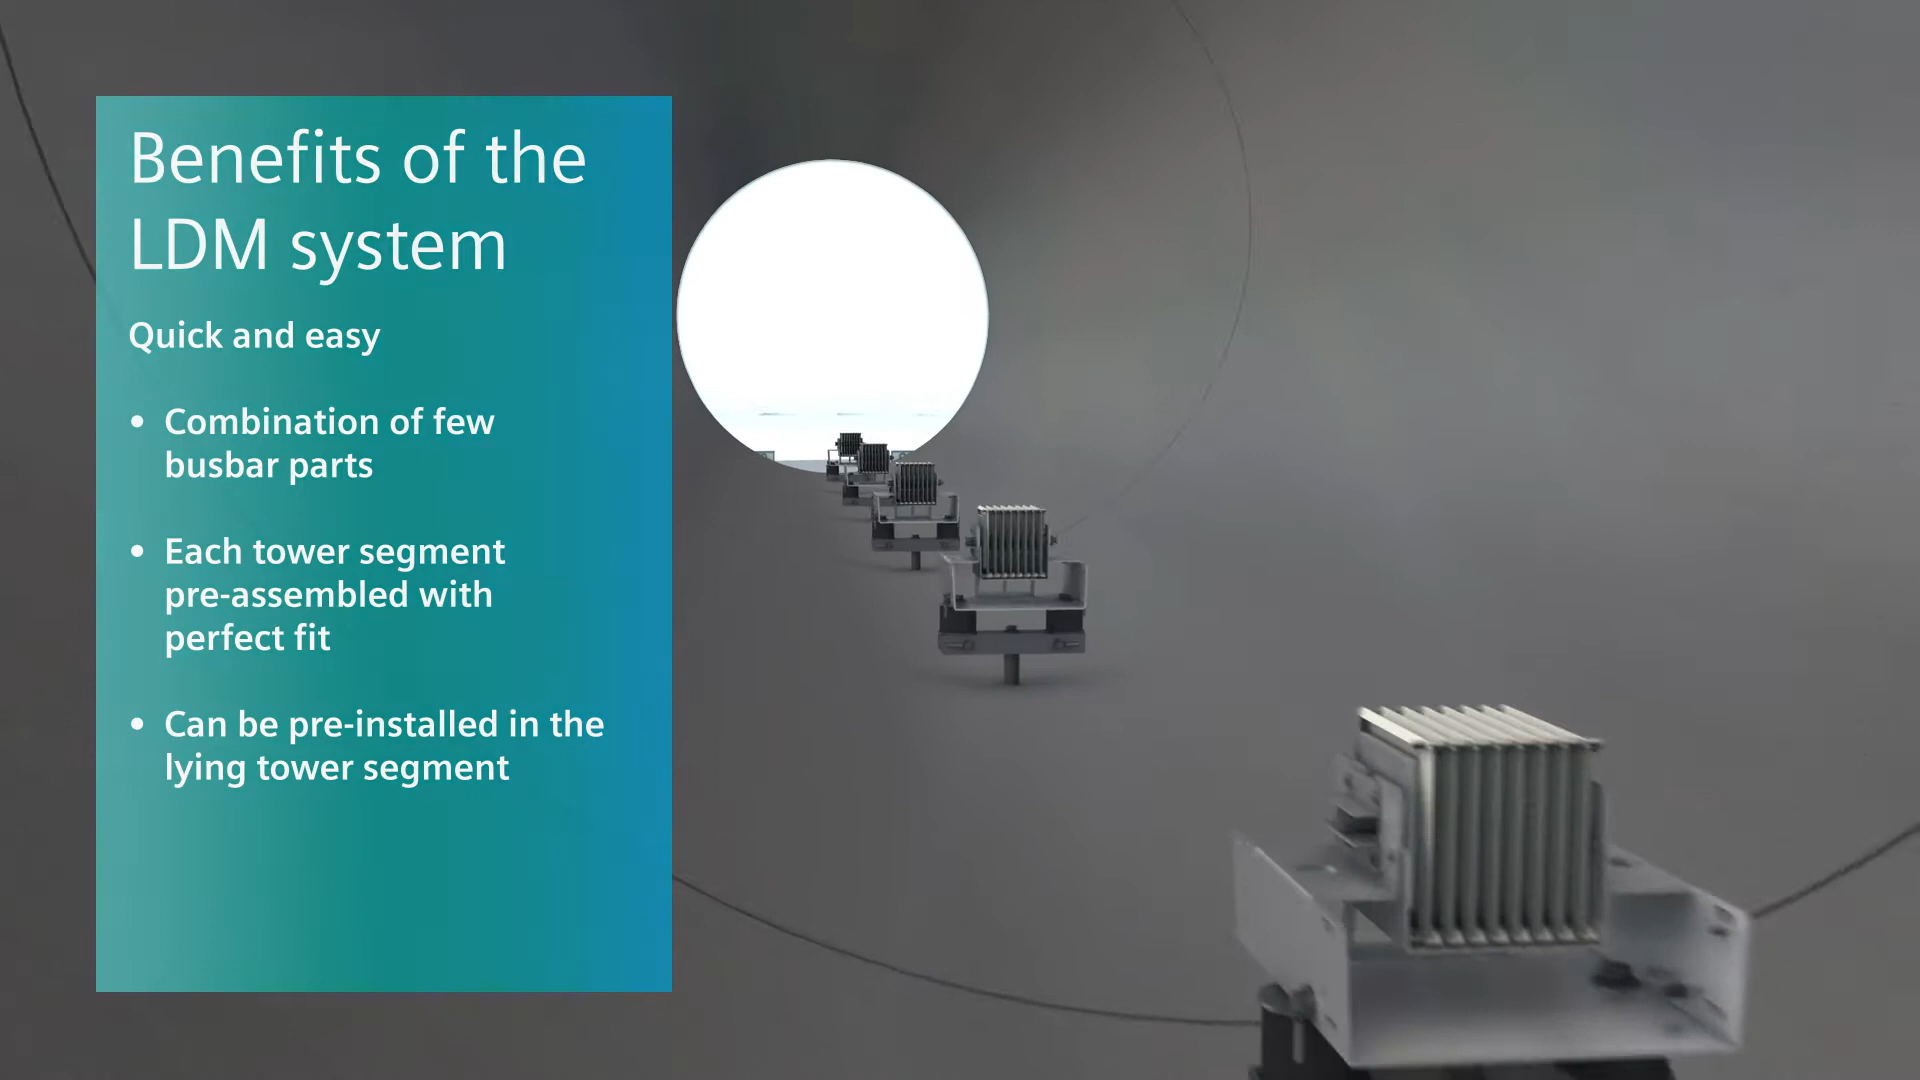 Benefits of the
LDM system
Quick and easy
• Combination of few
busbar parts
• Each tower segment
pre-assembled with
perfect fit
• Can be pre-installed in the
lying tower segment